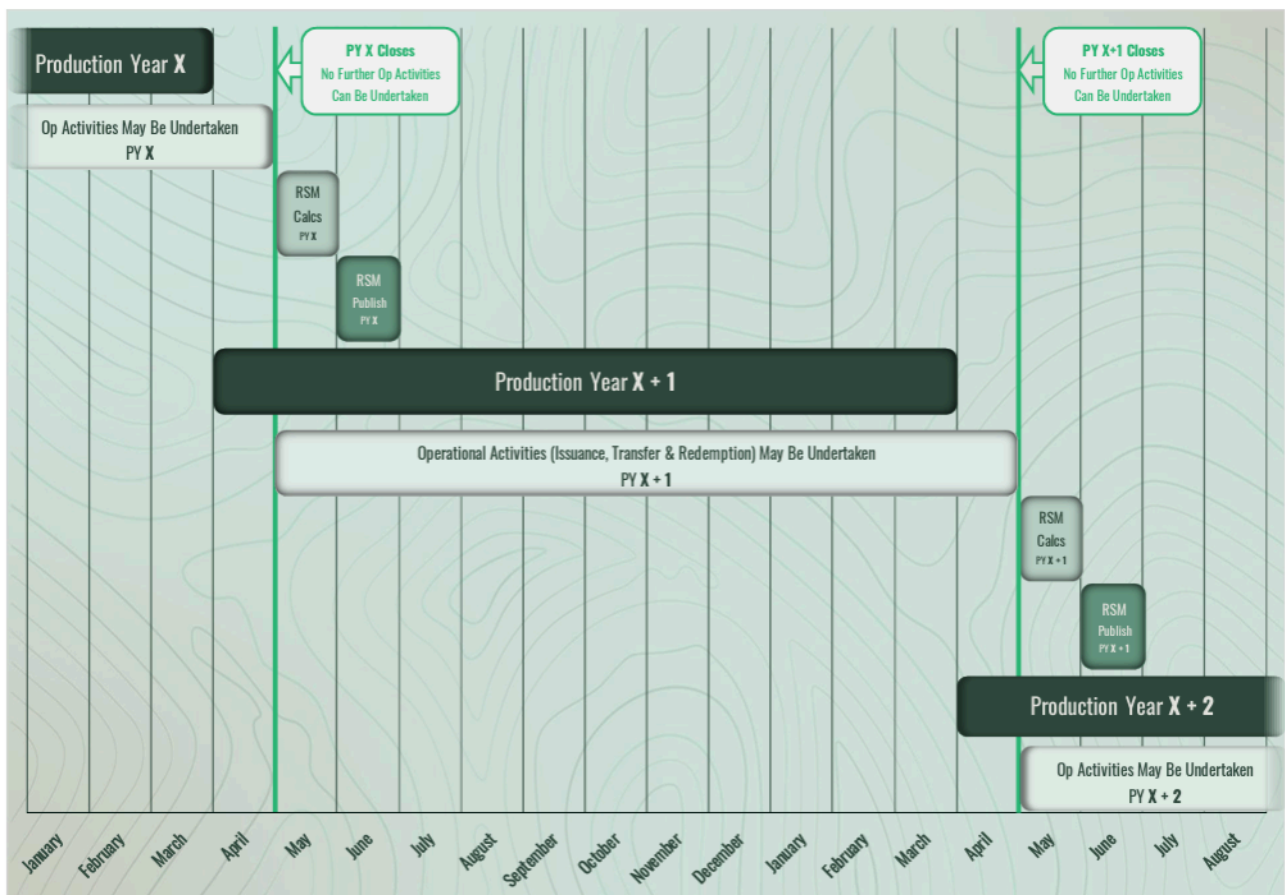 Production Year X
PY X Closes
No Further Op Activities
Can Be Undertaken
PY X+1 Closes
No Further Op Activities
Can Be Undertaken
Op Activities May Be Undertaken
PY X
RSM
Calcs
PY X
RSM
Publish
PY X
Production Year X + 1
Operational Activities (Issuance, Transfer & Redemption) May Be Undertaken
PY X + 1
RSM
Calcs
PY X + 1
RSM
Publish
PY X + 1
Production Year X + 2
Op Activities May Be Undertaken
PY X + 2
January
February
March
April
May
June
July
August
September
October
November
December
January
February
March
April
May
June
July
August